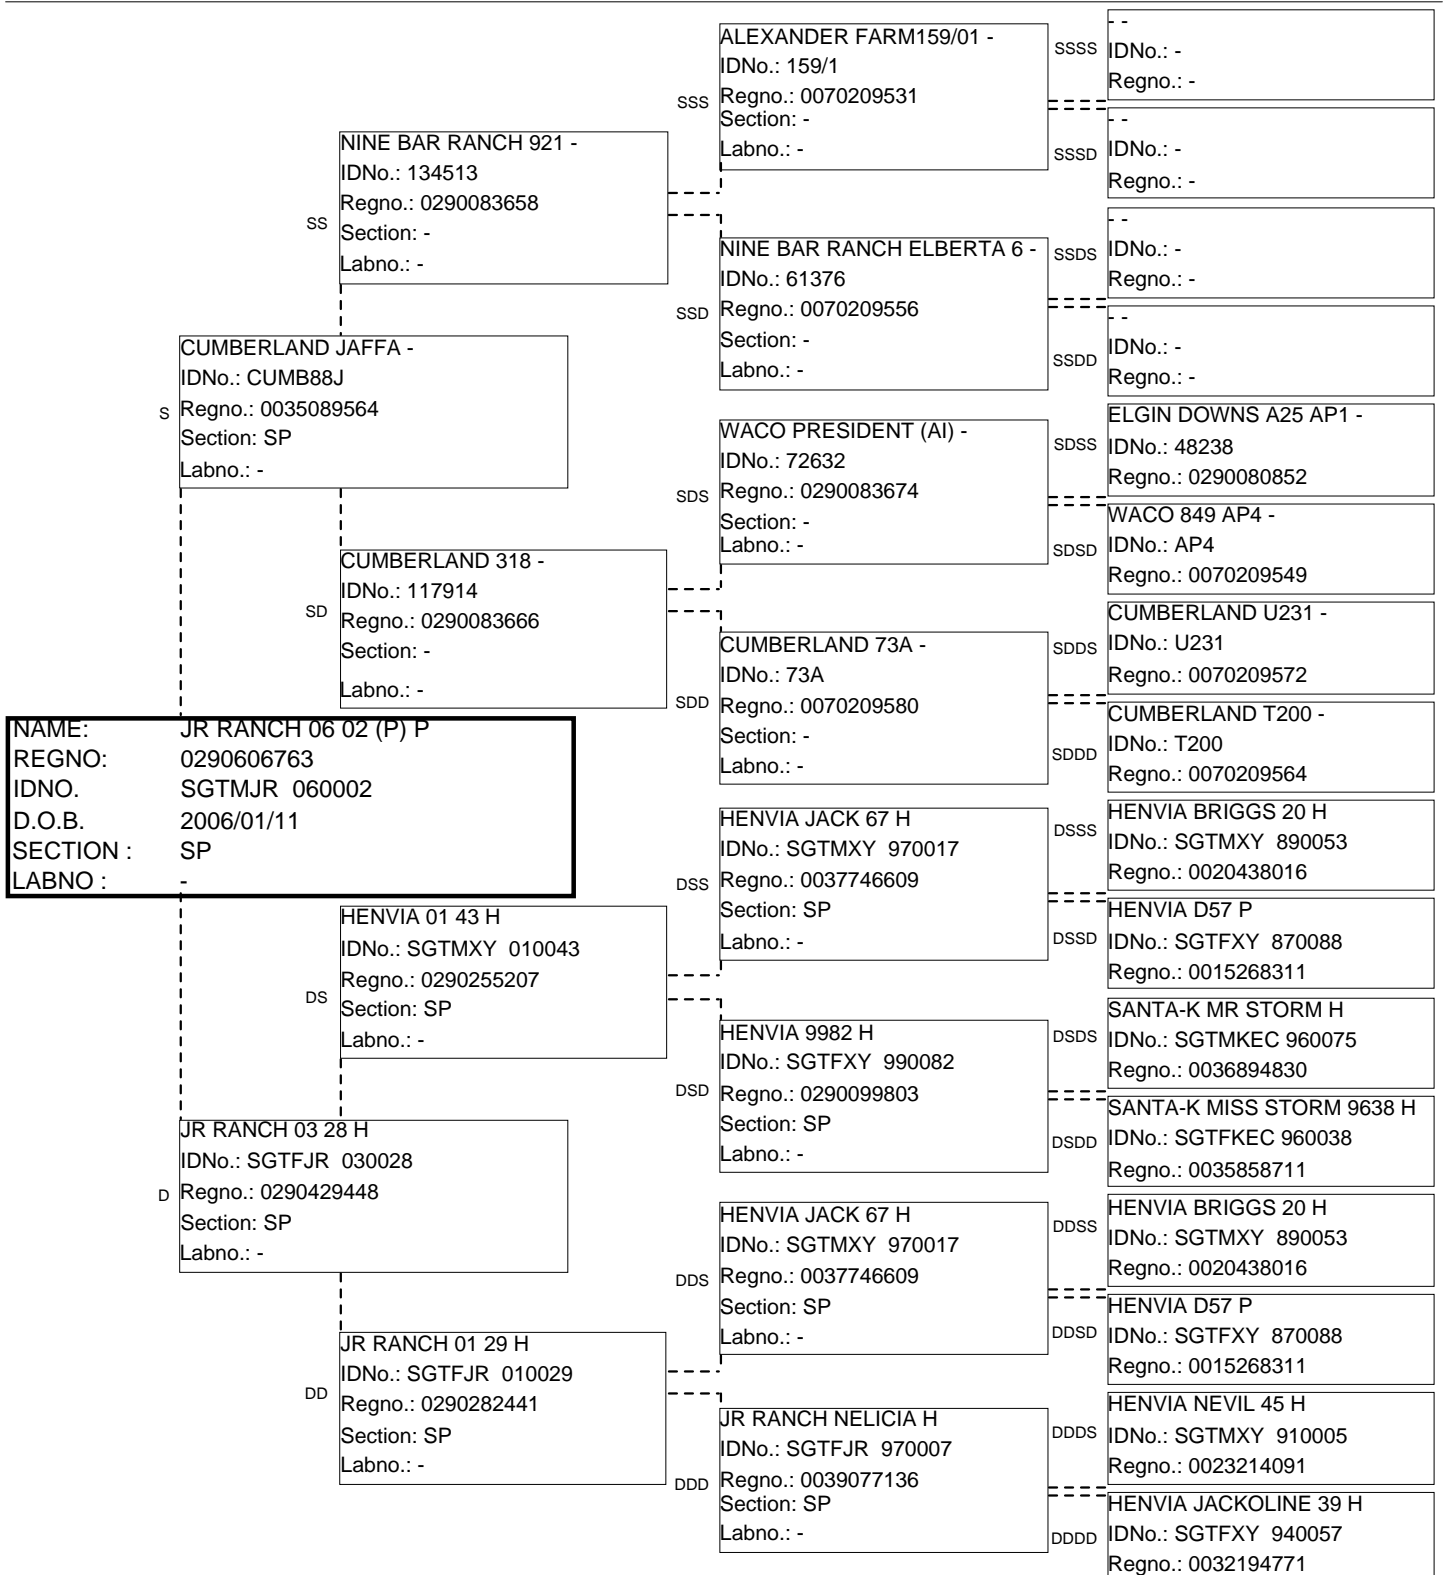 ALEXANDER FARM159/01 -
IDNo.: 159/1
SSS Regno.: 0070209531
Section: -
Labno.: -
- -
SSSS IDNo.: -
Regno.: -
- -
SSSD IDNo.: -
Regno.: -
NINE BAR RANCH 921 -
IDNo.: 134513
Regno.: 0290083658
SS Section: -
Labno.: -
NINE BAR RANCH ELBERTA 6 -
IDNo.: 61376
SSD Regno.: 0070209556
Section: -
Labno.: -
- -
SSDS IDNo.: -
Regno.: -
- -
SSDD IDNo.: -
Regno.: -
CUMBERLAND JAFFA -
IDNo.: CUMB88J
S Regno.: 0035089564
Section: SP
Labno.: -
WACO PRESIDENT (AI) -
IDNo.: 72632
SDS Regno.: 0290083674
Section: -
Labno.: -
ELGIN DOWNS A25 AP1 -
SDSS IDNo.: 48238
Regno.: 0290080852
WACO 849 AP4 -
SDSD IDNo.: AP4
Regno.: 0070209549
CUMBERLAND 318 -
IDNo.: 117914
SD Regno.: 0290083666
Section: -
Labno.: -
CUMBERLAND 73A -
IDNo.: 73A
SDD Regno.: 0070209580
Section: -
Labno.: -
CUMBERLAND U231 -
SDDS IDNo.: U231
Regno.: 0070209572
CUMBERLAND T200 -
SDDD IDNo.: T200
Regno.: 0070209564
NAME: JR RANCH 06 02 (P) P
REGNO: 0290606763
IDNO. SGTMJR 060002
D.O.B. 2006/01/11
SECTION : SP
LABNO : -
HENVIA JACK 67 H
IDNo.: SGTMXY 970017
DSS Regno.: 0037746609
Section: SP
Labno.: -
HENVIA BRIGGS 20 H
DSSS IDNo.: SGTMXY 890053
Regno.: 0020438016
HENVIA D57 P
DSSD IDNo.: SGTFXY 870088
Regno.: 0015268311
HENVIA 01 43 H
IDNo.: SGTMXY 010043
Regno.: 0290255207
DS Section: SP
Labno.: -
HENVIA 9982 H
IDNo.: SGTFXY 990082
DSD Regno.: 0290099803
Section: SP
Labno.: -
SANTA-K MR STORM H
DSDS IDNo.: SGTMKEC 960075
Regno.: 0036894830
SANTA-K MISS STORM 9638 H
DSDD IDNo.: SGTFKEC 960038
Regno.: 0035858711
JR RANCH 03 28 H
IDNo.: SGTFJR 030028
D Regno.: 0290429448
Section: SP
Labno.: -
HENVIA JACK 67 H
IDNo.: SGTMXY 970017
DDS Regno.: 0037746609
Section: SP
Labno.: -
HENVIA BRIGGS 20 H
DDSS IDNo.: SGTMXY 890053
Regno.: 0020438016
HENVIA D57 P
DDSD IDNo.: SGTFXY 870088
Regno.: 0015268311
JR RANCH 01 29 H
IDNo.: SGTFJR 010029
DD Regno.: 0290282441
Section: SP
Labno.: -
JR RANCH NELICIA H
IDNo.: SGTFJR 970007
DDD Regno.: 0039077136
Section: SP
Labno.: -
HENVIA NEVIL 45 H
DDDS IDNo.: SGTMXY 910005
Regno.: 0023214091
HENVIA JACKOLINE 39 H
DDDD IDNo.: SGTFXY 940057
Regno.: 0032194771